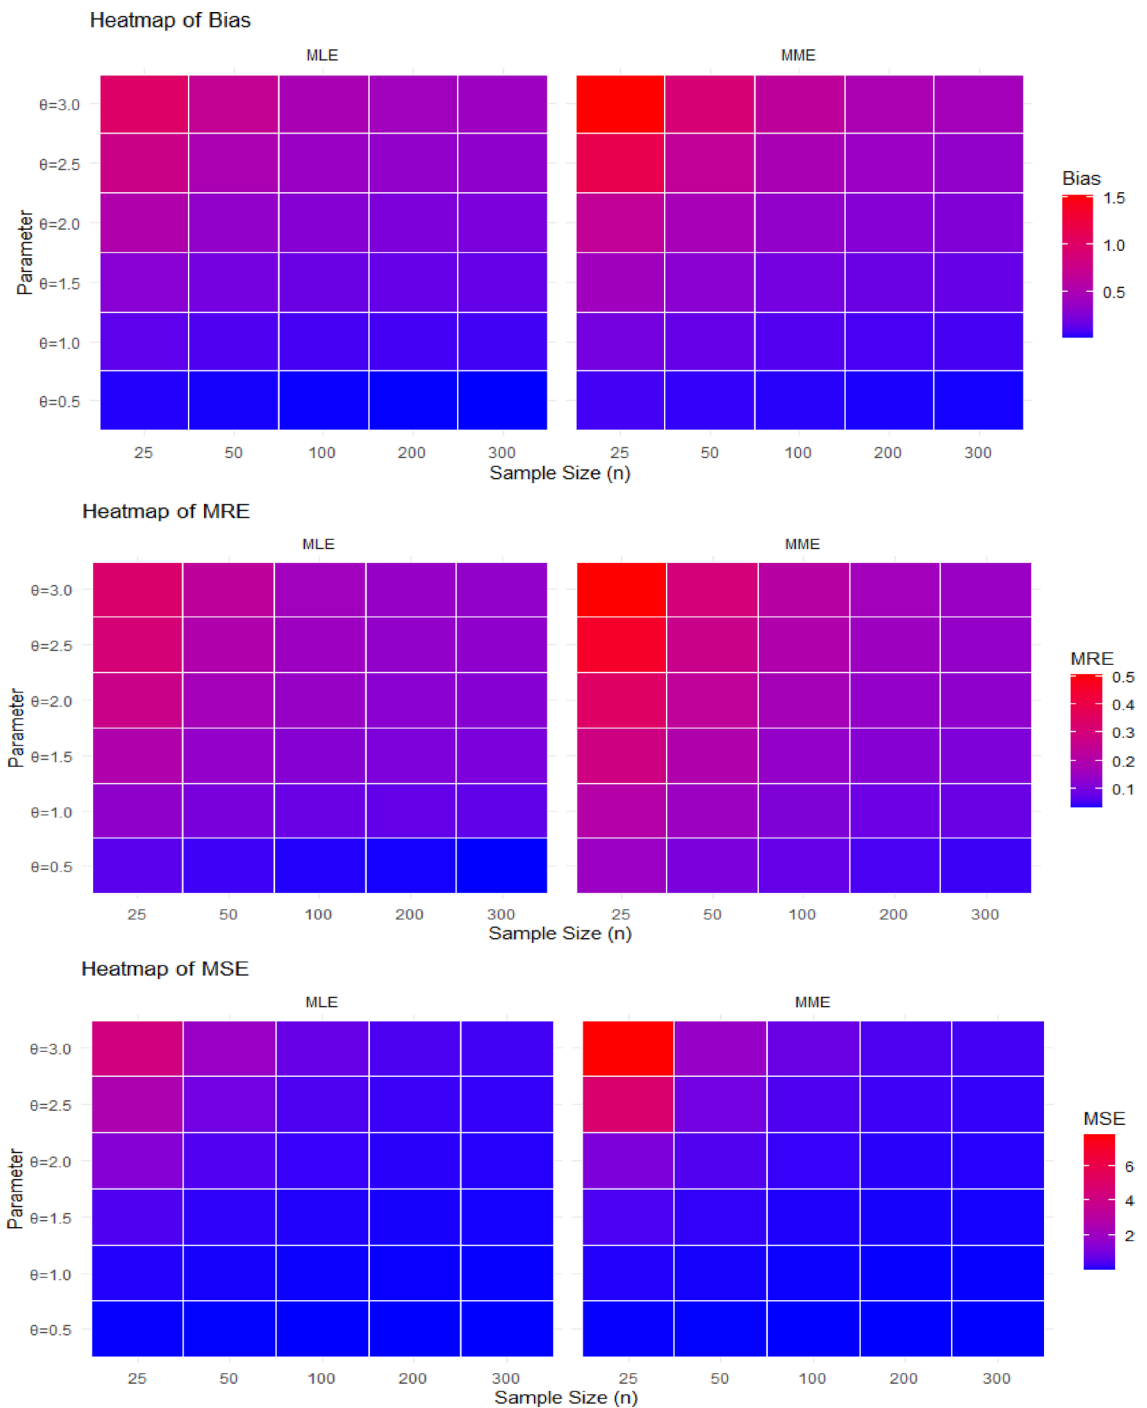 Heatmap of Bias
MLE
MME
Parameter
θ=3.0
θ=2.5
θ=2.0
θ=1.5
θ=1.0
θ=0.5
25 50 100 200 300
25 50 100 200 300
Sample Size (n)
Bias
1.5
1.0
0.5
Heatmap of MRE
MLE
MME
Parameter
θ=3.0
θ=2.5
θ=2.0
θ=1.5
θ=1.0
θ=0.5
25 50 100 200 300
25 50 100 200 300
Sample Size (n)
MRE
0.5
0.4
0.3
0.2
0.1
Heatmap of MSE
MLE
MME
Parameter
θ=3.0
θ=2.5
θ=2.0
θ=1.5
θ=1.0
θ=0.5
25 50 100 200 300
25 50 100 200 300
Sample Size (n)
MSE
6
4
2